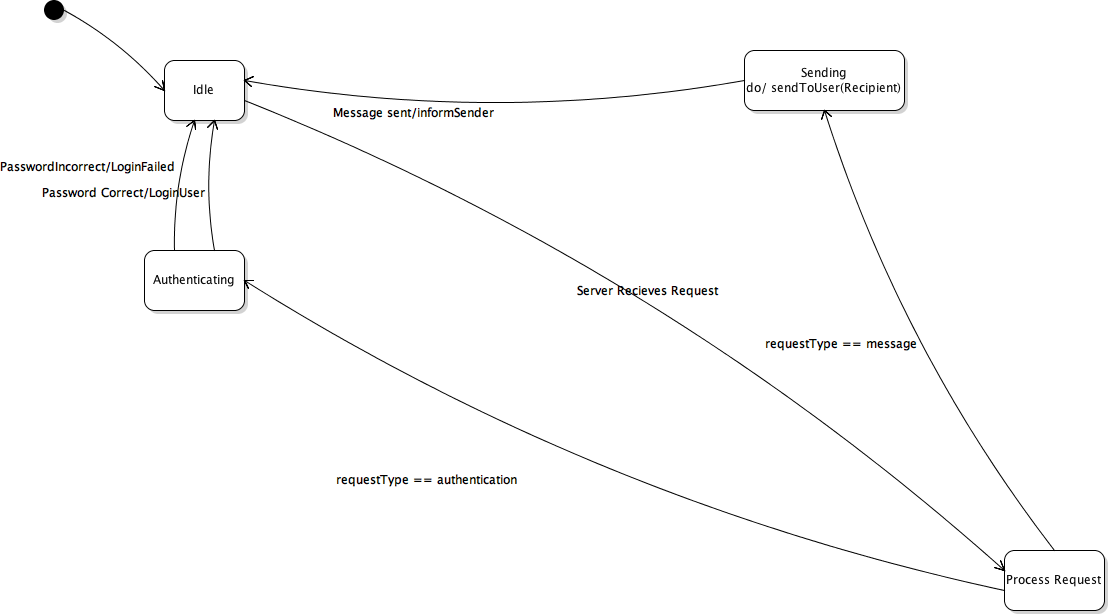 Sending
Idle
do/ sendToUser(Recipient)
Message sent/informSender
PasswordIncorrect/LoginFailed
Password Correct/LoginUser
Authenticating
Server Recieves Request
requestType == message
requestType == authentication
Process Request